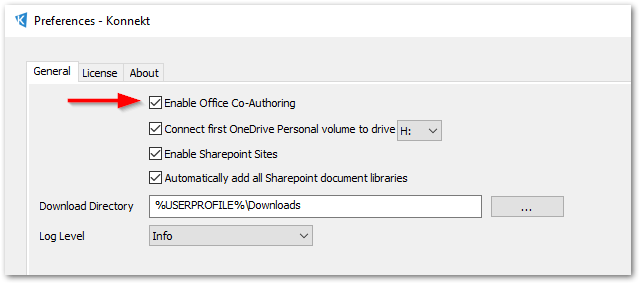 Preferences - Konnekt
General License About
Enable Office Co-Authoring
Connect first OneDrive Personal volume to drive H:
Enable Sharepoint Sites
Automatically add all Sharepoint document libraries
Download Directory %USERPROFILE%\Downloads ...
Log Level Info